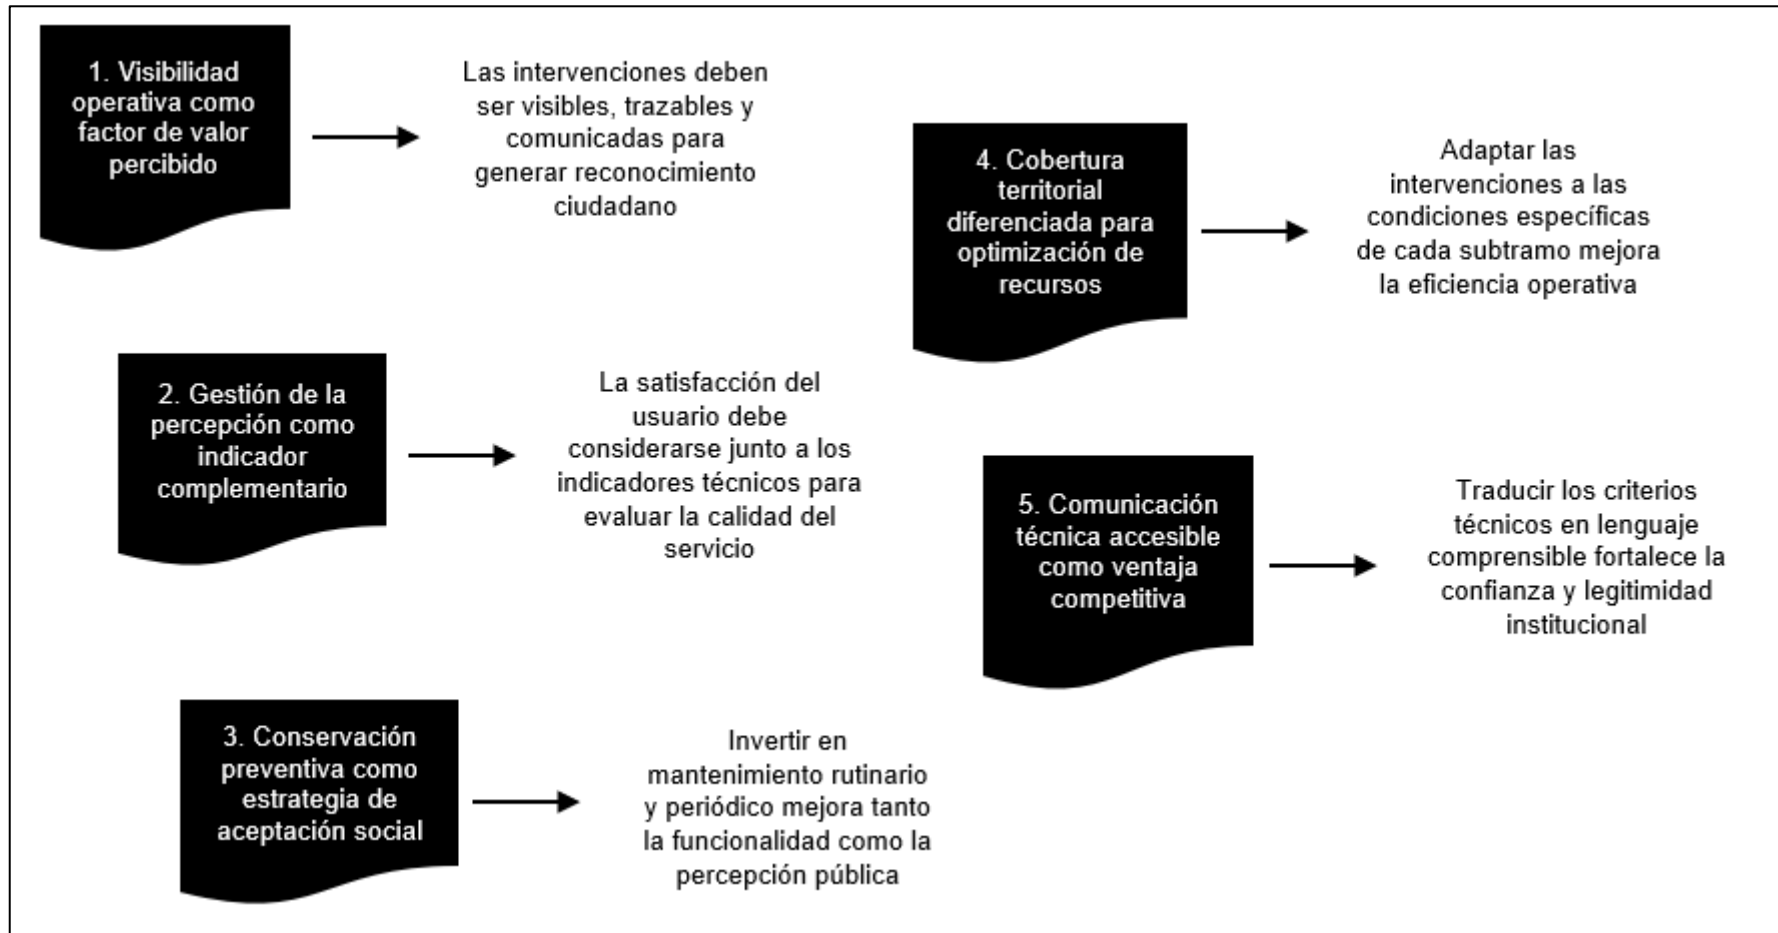 1. Visibilidad
operativa como
factor de valor
percibido
Las intervenciones deben
ser visibles, trazables y
comunicadas para
generar reconocimiento
ciudadano
2. Gestión de la
percepción como
indicador
complementario
La satisfacción del
usuario debe
considerarse junto a los
indicadores técnicos para
evaluar la calidad del
servicio
3. Conservación
preventiva como
estrategia de
aceptación social
Invertir en
mantenimiento rutinario
y periódico mejora tanto
la funcionalidad como la
percepción pública
4. Cobertura
territorial
diferenciada para
optimización de
recursos
Adaptar las
intervenciones a las
condiciones específicas
de cada subtramo mejora
la eficiencia operativa
5. Comunicación
técnica accesible
como ventaja
competitiva
Traducir los criterios
técnicos en lenguaje
comprensible fortalece la
confianza y legitimidad
institucional